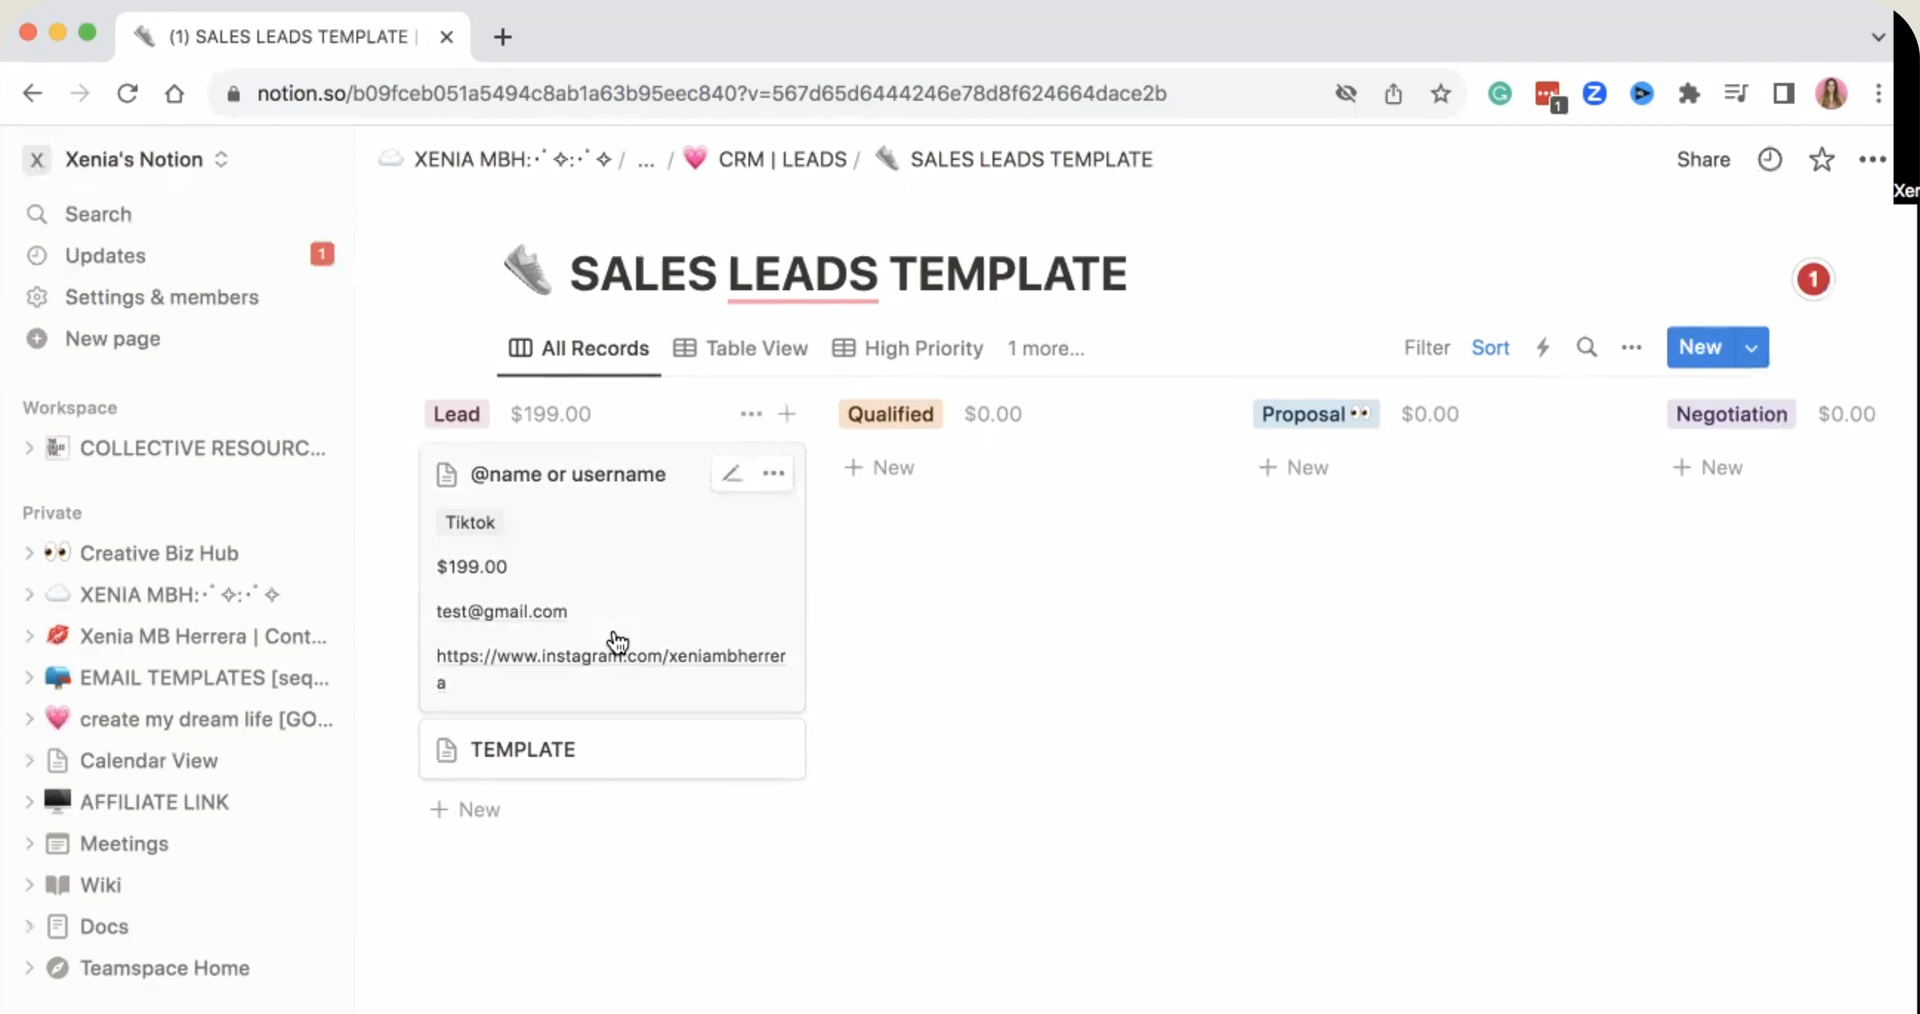 (1) SALES LEADS TEMPLATE |
notion.so/b09fceb051a5494c8ab1a63b95eec840?v=567d65d6444246e78d8f624664dace2b
1
X Xenia's Notion
XENIA MBH:･ﾟ✧:･ﾟ✧ / ... / CRM | LEADS / SALES LEADS TEMPLATE
Share
Xer
Search
Updates 1
Settings & members
New page
Workspace
COLLECTIVE RESOURC...
Private
Creative Biz Hub
XENIA MBH:･ﾟ✧:･ﾟ✧
Xenia MB Herrera | Cont...
EMAIL TEMPLATES [seq...
create my dream life [GO...
Calendar View
AFFILIATE LINK
Meetings
Wiki
Docs
Teamspace Home
SALES LEADS TEMPLATE
1
All Records Table View High Priority 1 more...
Filter Sort New
Lead $199.00
Qualified $0.00
Proposal 👀 $0.00
Negotiation $0.00
@name or username
Tiktok
$199.00
test@gmail.com
https://www.instagram.com/xeniambherrer
a
TEMPLATE
+ New
+ New
+ New
+ New